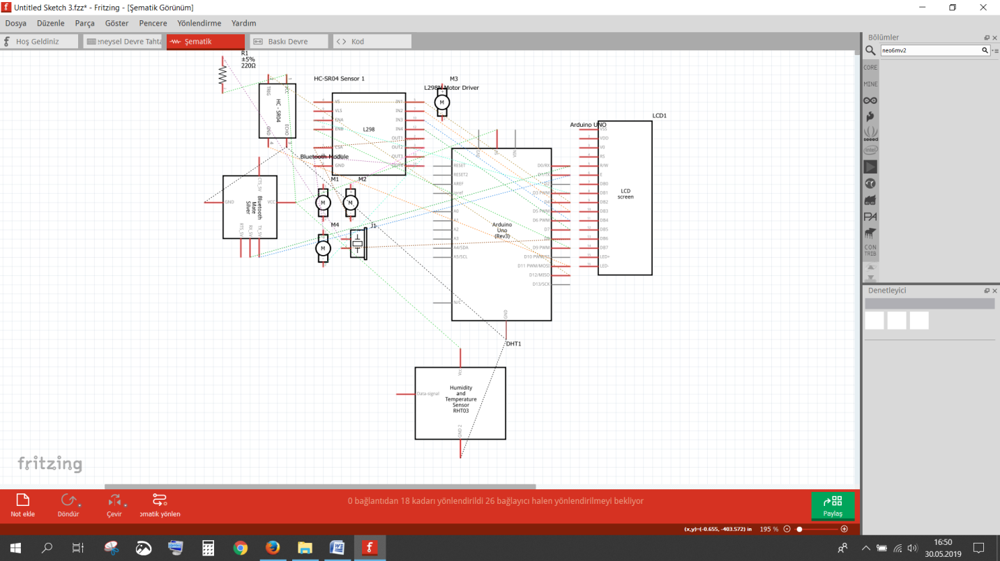 Untitled Sketch 3.fzz* - Fritzing - [Şematik Görünüm]
Dosya Düzenle Parça Göster Pencere Yönlendirme Yardım
Hoş Geldiniz
:neysel Devre Tahta
Şematik
Baskı Devre
Kod
Bölümler
neo6mv2
CORE
MINE
seeed
intel
PA
CON
TRIB
Denetleyici
R1
±5%
220Ω
TRIG
VCC
HC - SR04
GND
ECHO
HC-SR04 Sensor 1
VS
VLS
ENA
ENB
CSA
GND
L298
IN1
IN2
IN3
IN4
OUT1
OUT2
OUT3
M3
L298N Motor Driver
M
Bluetooth Module
CTS_5V
GND
VCC
Bluetooth
Mate
Silver
RTS_5V
RX_5V
TX_5V
M1
M2
M
M
M4
M
J1
Arduino UNO
RESET
RESET2
AREF
ioref
A0
A1
A2
A3
A4/SDA
A5/SCL
N/C
Arduino
Uno
(Rev3)
D0/RX
D1/TX
D2
D3 PWM
D4
D5 PWM
D6 PWM
D7
D8
D9 PWM
D10 PWM/SS
D11 PWM/MOSI
D12/MISO
D13/SCK
GND
LCD1
VSS
VDD
V0
RS
R/W
E
DB0
DB1
DB2
DB3
DB4
DB5
DB6
DB7
LED+
LED-
LCD
screen
DHT1
Vcc
Data-signal
Humidity
and
Temperature
Sensor
RHT03
GND 2
fritzing
Not ekle
Döndür
Çevir
ɔmatik yönlen
0 bağlantıdan 18 kadarı yönlendirildi 26 bağlayıcı halen yönlendirilmeyi bekliyor
Paylaş
(x,y)=(-0.655, -403.572) in 195 %
16:50
30.05.2019